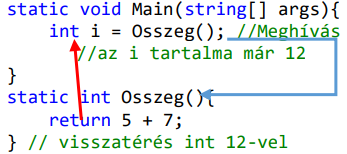 static void Main(string[] args){
int i = Osszeg(); //Meghívás
//az i tartalma már 12
}
static int Osszeg(){
return 5 + 7;
} // visszatérés int 12-vel